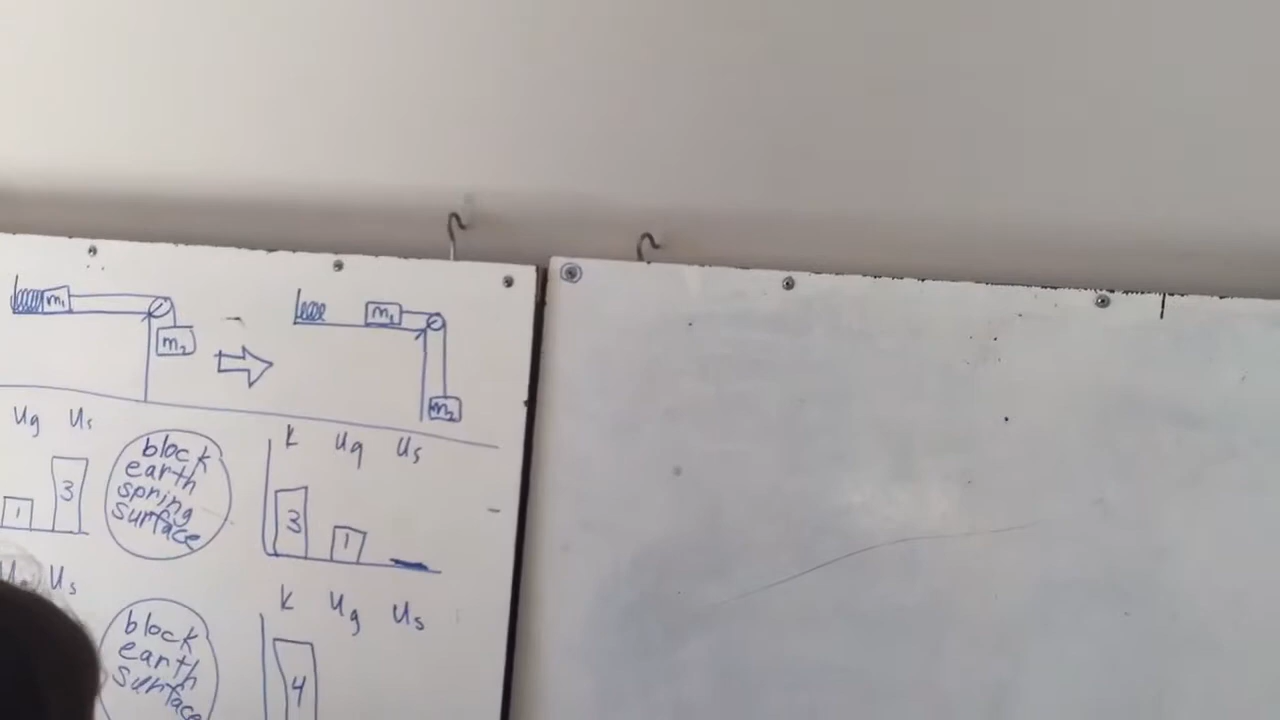 m₁
m₂
m₁
m₂
Ug Us
1 3
block
earth
spring
surface
K Ug Us
3 1
Us
block
earth
surface
K Ug Us
4